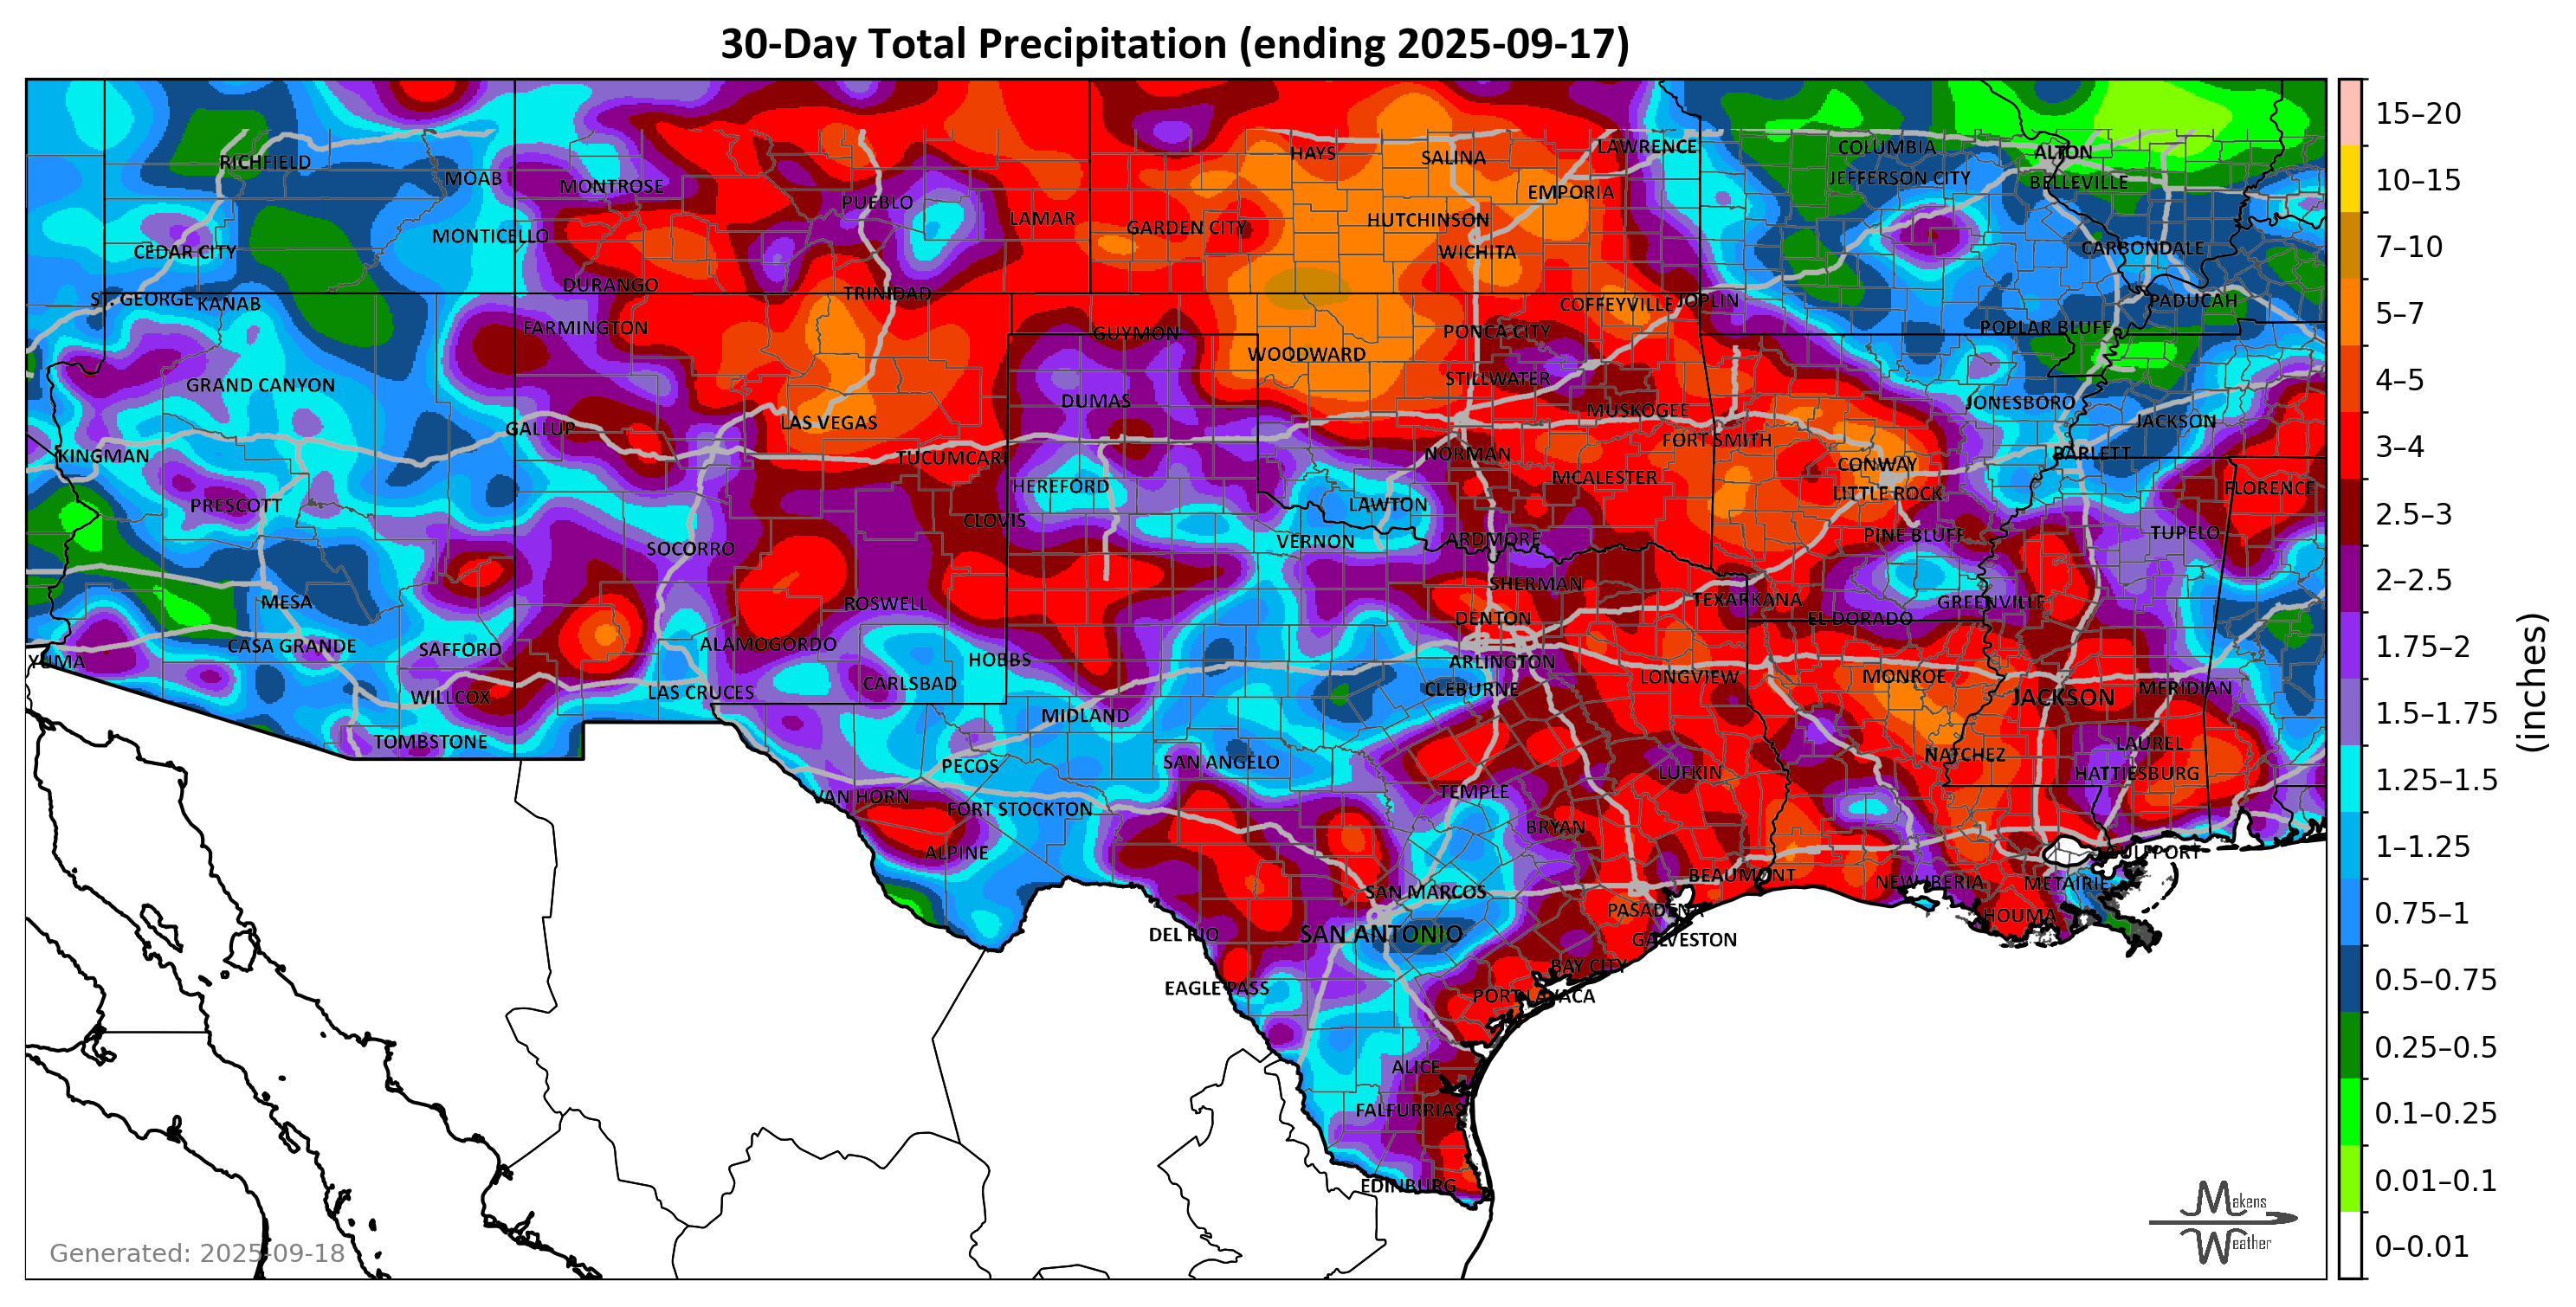 30-Day Total Precipitation (ending 2025-09-17)
RICHFIELD
MOAB
MONTROSE
PUEBLO
LAMAR
HAYS
SALINA
LAWRENCE
COLUMBIA
ALTON
JEFFERSON CITY
BELLEVILLE
EMPORIA
GARDEN CITY
HUTCHINSON
WICHITA
CEDAR CITY
MONTICELLO
CARBONDALE
DURANGO
TRINIDAD
ST. GEORGE
KANAB
COFFEYVILLE
JOPLIN
PADUCAH
FARMINGTON
GUYMON
PONCA CITY
POPLAR BLUFF
WOODWARD
STILLWATER
GRAND CANYON
DUMAS
MUSKOGEE
JONESBORO
LAS VEGAS
JACKSON
GALLUP
FORT SMITH
KINGMAN
TUCUMCARI
NORMAN
BARLETT
CONWAY
MCALESTER
HEREFORD
LITTLE ROCK
FLORENCE
PRESCOTT
LAWTON
CLOVIS
SOCORRO
VERNON
ARDMORE
PINE BLUFF
TUPELO
SHERMAN
MESA
ROSWELL
TEXARKANA
GREENVILLE
DENTON
EL DORADO
CASA GRANDE
SAFFORD
ALAMOGORDO
HOBBS
ARLINGTON
YUMA
WILLCOX
LAS CRUCES
CARLSBAD
CLEBURNE
LONGVIEW
MONROE
JACKSON
MERIDIAN
MIDLAND
TOMBSTONE
PECOS
SAN ANGELO
LUFKIN
NATCHEZ
LAUREL
HATTIESBURG
VAN HORN
FORT STOCKTON
TEMPLE
BRYAN
ALPINE
GULFPORT
SAN MARCOS
BEAUMONT
NEW IBERIA
METAIRIE
PASADENA
HOUMA
DEL RIO
SAN ANTONIO
GALVESTON
BAY CITY
EAGLE PASS
PORT LAVACA
ALICE
FALFURRIAS
EDINBURG
15–20
10–15
7–10
5–7
4–5
3–4
2.5–3
2–2.5
1.75–2
1.5–1.75
1.25–1.5
1–1.25
0.75–1
0.5–0.75
0.25–0.5
0.1–0.25
0.01–0.1
0–0.01
(inches)
Generated: 2025-09-18
Makens
Weather